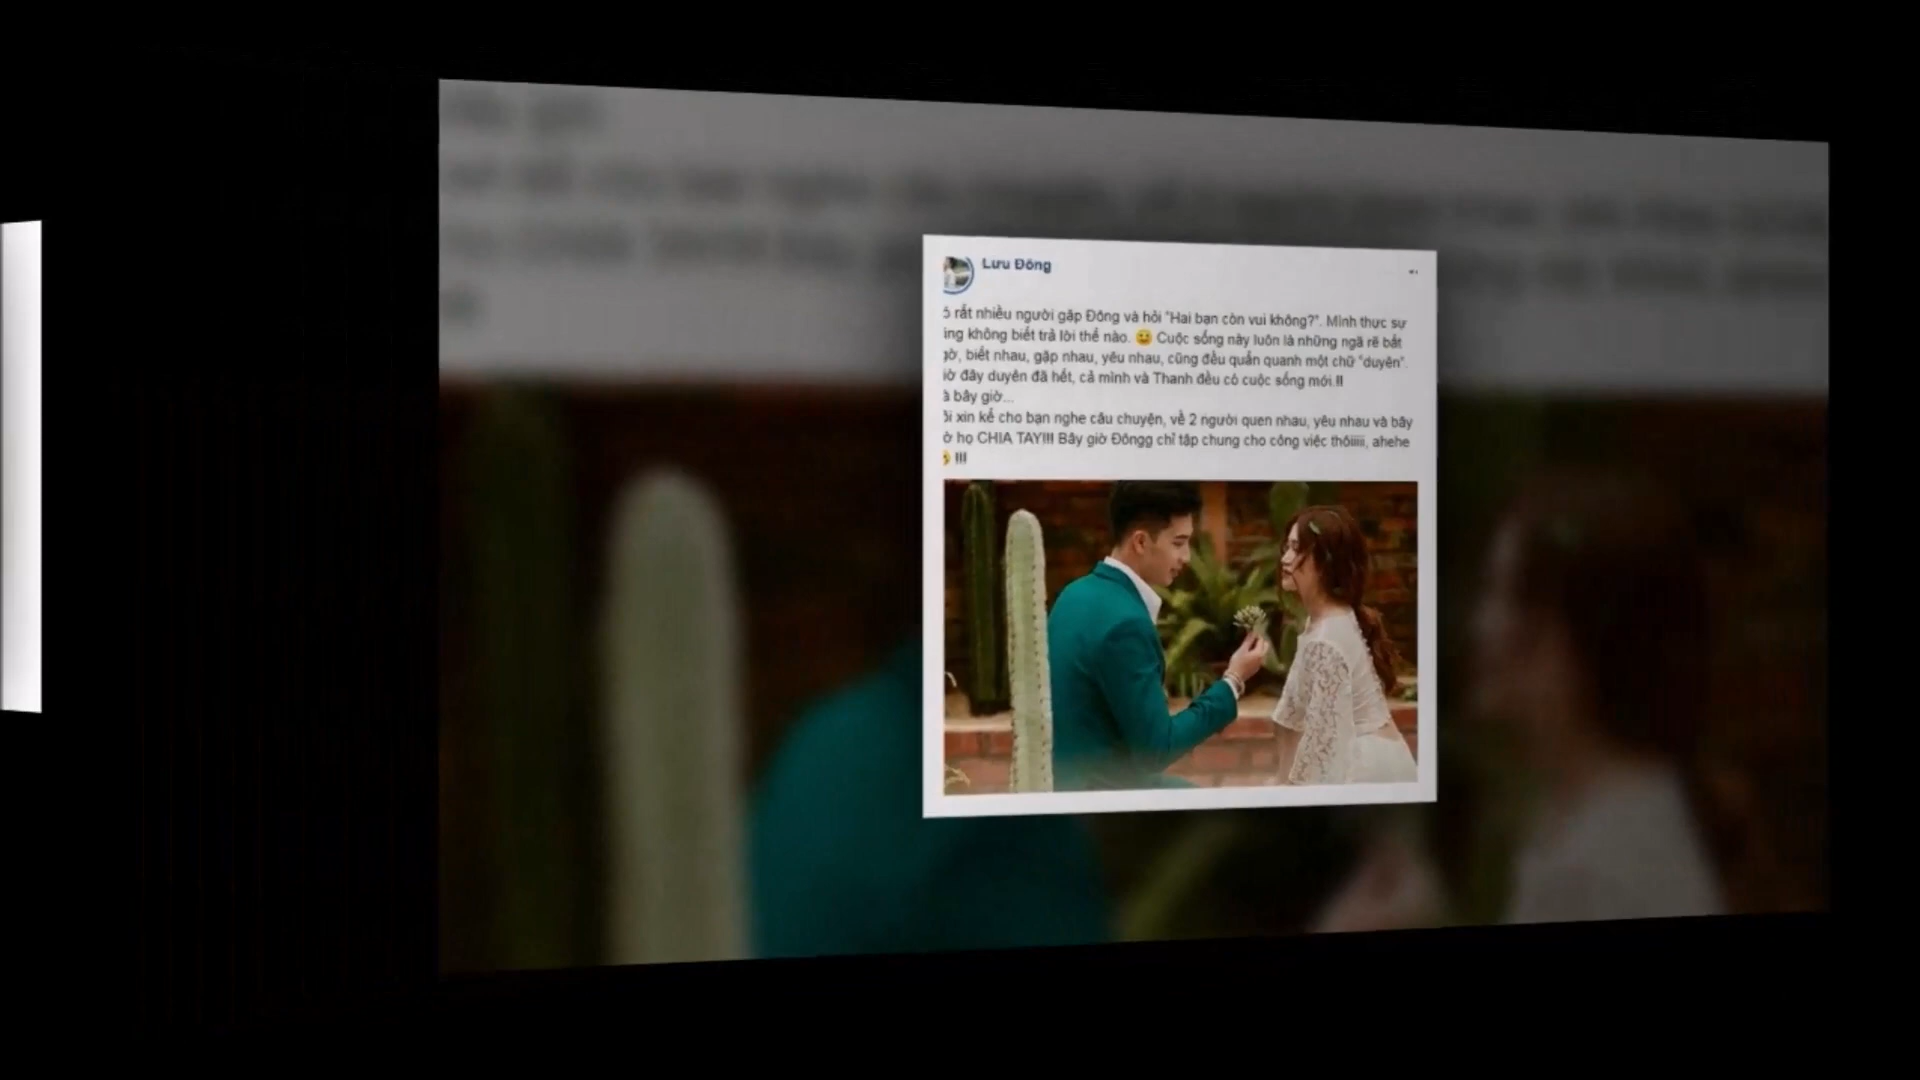 Lưu Đông
rất nhiều người gặp Đông và hỏi "Hai bạn còn vui không?". Mình thực sự
không biết trả lời thế nào. 🙂 Cuộc sống này luôn là những ngã rẽ bất
biết nhau, gặp nhau, yêu nhau, cũng đều quẩn quanh một chữ "duyên".
đây duyên đã hết, cả mình và Thanh đều có cuộc sống mới.!!
bây giờ...
xin kể cho bạn nghe câu chuyện, về 2 người quen nhau, yêu nhau và bây
họ CHIA TAY!!! Bây giờ Đôngg chỉ tập chung cho công việc thôiiiii, ahehe
!!!